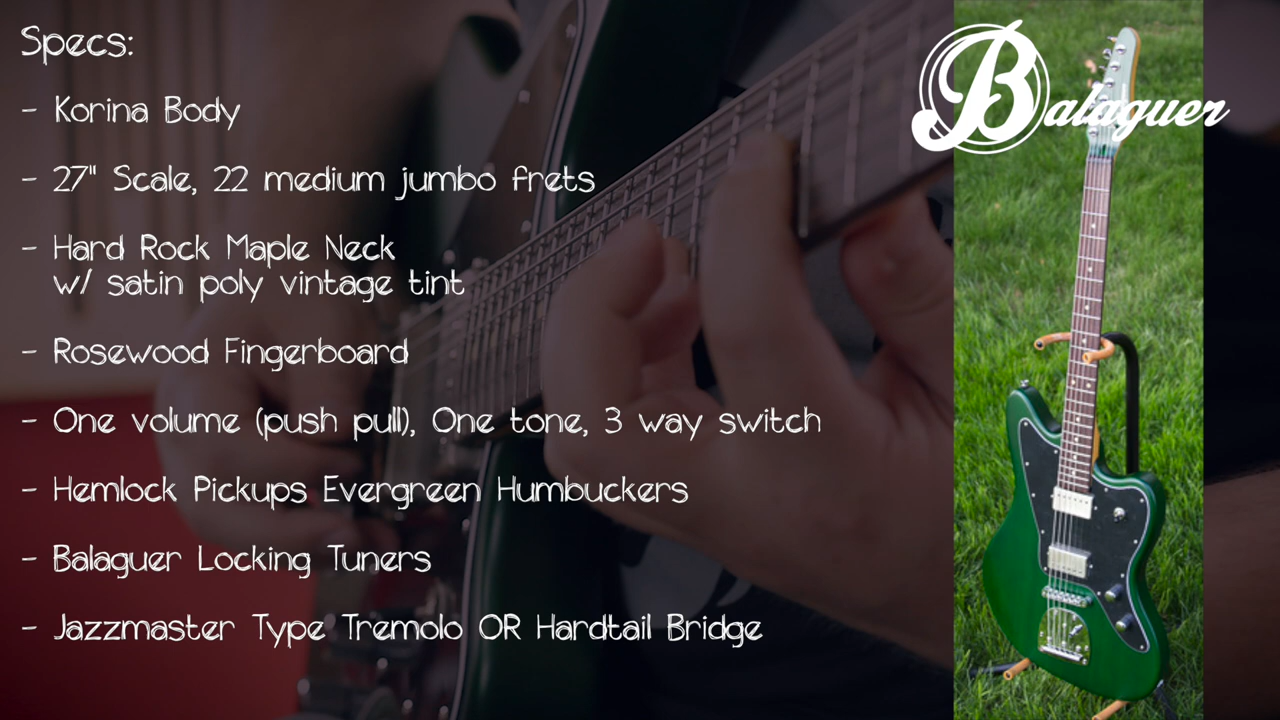 Specs:
- Korina Body
- 27" Scale, 22 medium jumbo frets
- Hard Rock Maple Neck
w/ satin poly vintage tint
- Rosewood Fingerboard
- One volume (push pull), One tone, 3 way switch
- Hemlock Pickups Evergreen Humbuckers
- Balaguer Locking Tuners
- Jazzmaster Type Tremolo OR Hardtail Bridge
Balaguer